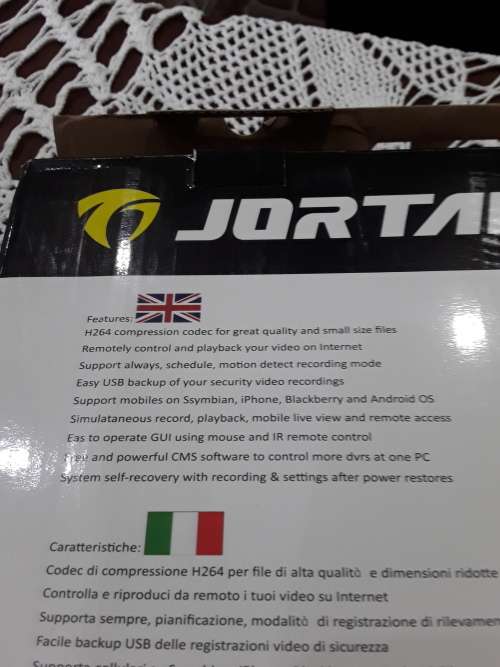 JORTA
Features:
H264 compression codec for great quality and small size files
Remotely control and playback your video on Internet
Support always, schedule, motion detect recording mode
Easy USB backup of your security video recordings
Support mobiles on Ssymbian, iPhone, Blackberry and Android OS
Simulataneous record, playback, mobile live view and remote access
Eas to operate GUI using mouse and IR remote control
and powerful CMS software to control more dvrs at one PC
System self-recovery with recording & settings after power restores
Caratteristiche:
Codec di compressione H264 per file di alta qualità e dimensioni ridotte
Controlla e riproduci da remoto i tuoi video su Internet
Supporta sempre, pianificazione, modalità di registrazione di rilevamen
Facile backup USB delle registrazioni video di sicurezza